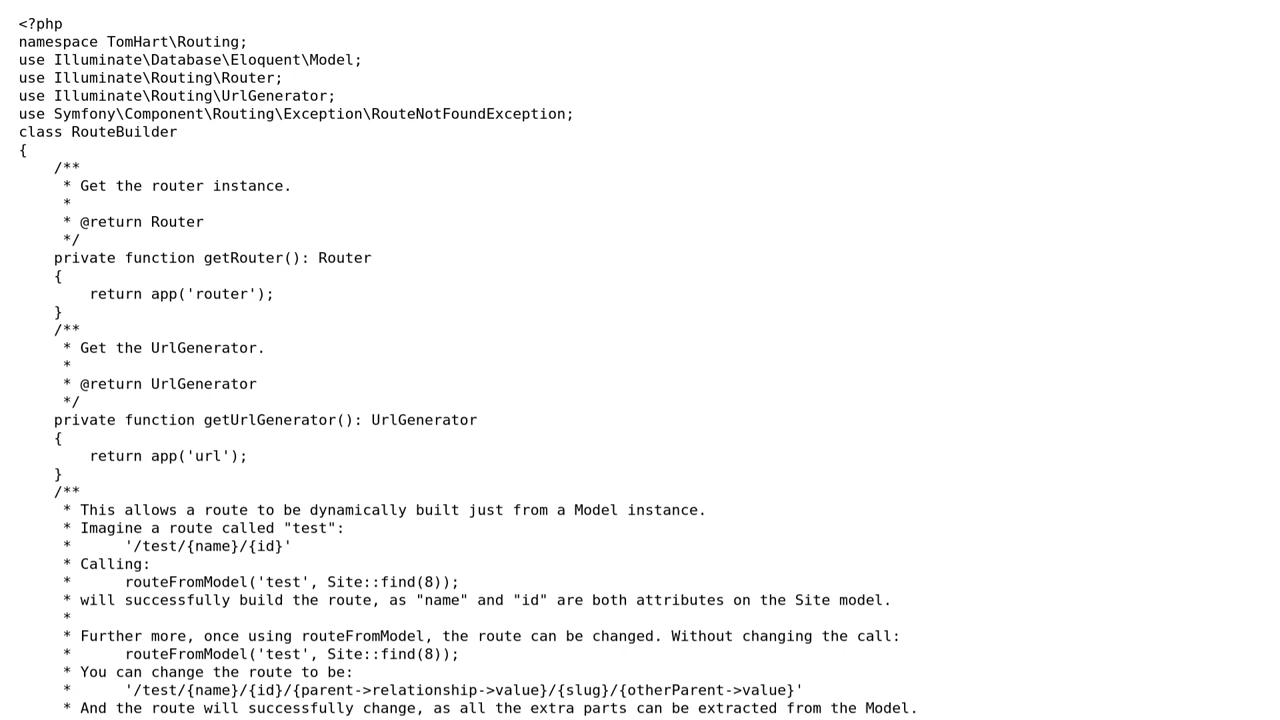 <?php
namespace TomHart\Routing;
use Illuminate\Database\Eloquent\Model;
use Illuminate\Routing\Router;
use Illuminate\Routing\UrlGenerator;
use Symfony\Component\Routing\Exception\RouteNotFoundException;
class RouteBuilder
{
    /**
     * Get the router instance.
     *
     * @return Router
     */
    private function getRouter(): Router
    {
        return app('router');
    }
    /**
     * Get the UrlGenerator.
     *
     * @return UrlGenerator
     */
    private function getUrlGenerator(): UrlGenerator
    {
        return app('url');
    }
    /**
     * This allows a route to be dynamically built just from a Model instance.
     * Imagine a route called "test":
     *      '/test/{name}/{id}'
     * Calling:
     *      routeFromModel('test', Site::find(8));
     * will successfully build the route, as "name" and "id" are both attributes on the Site model.
     *
     * Further more, once using routeFromModel, the route can be changed. Without changing the call:
     *      routeFromModel('test', Site::find(8));
     * You can change the route to be:
     *      '/test/{name}/{id}/{parent->relationship->value}/{slug}/{otherParent->value}'
     * And the route will successfully change, as all the extra parts can be extracted from the Model.